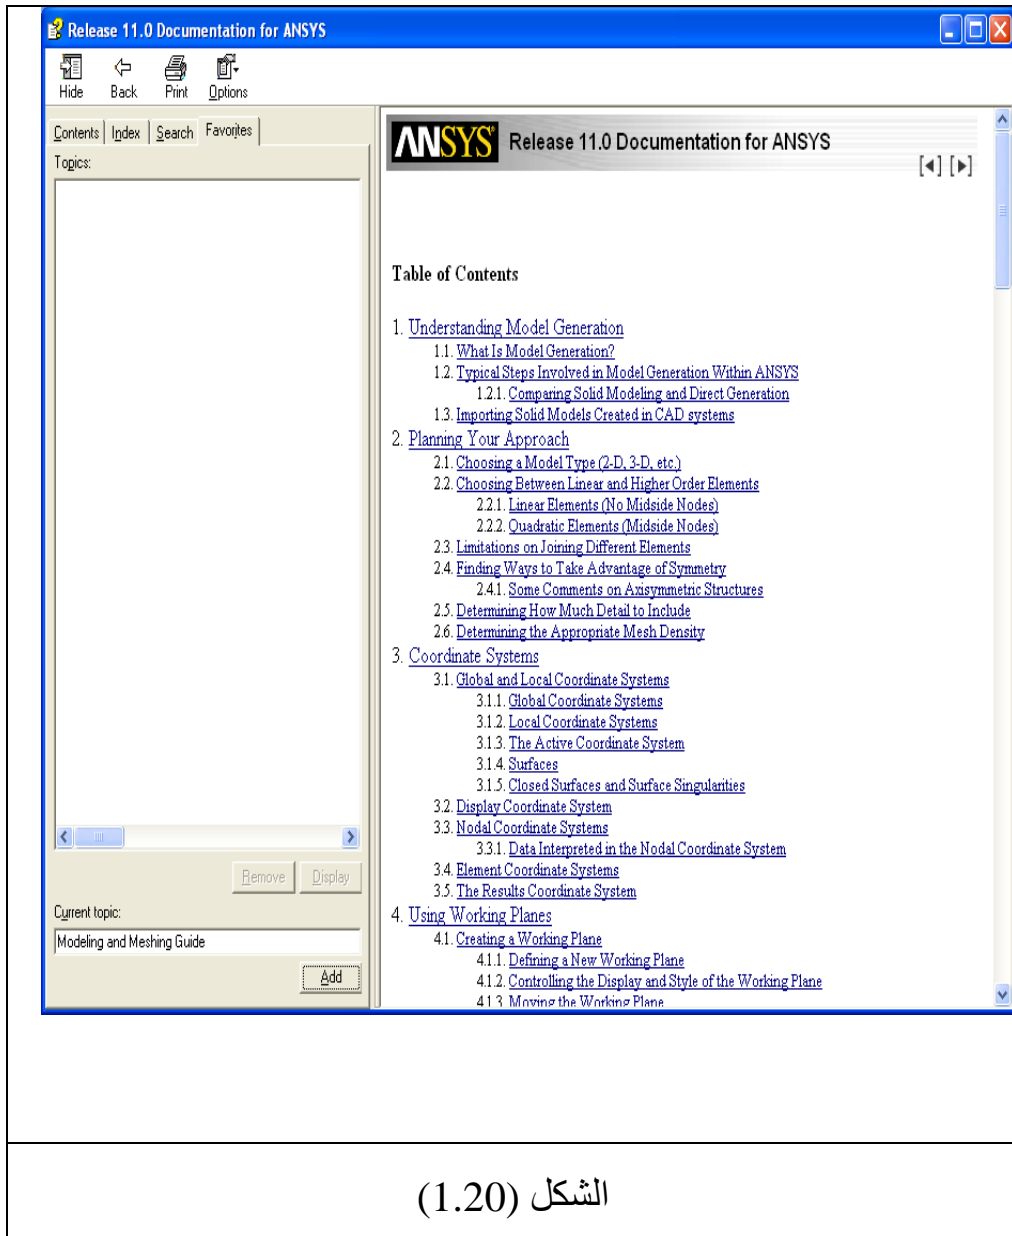 Release 11.0 Documentation for ANSYS
Hide Back Print Options
Contents Index Search Favorites
Topics:
Remove Display
Current topic:
Modeling and Meshing Guide
Add
ANSYS Release 11.0 Documentation for ANSYS
Table of Contents
1. Understanding Model Generation
1.1. What Is Model Generation?
1.2. Typical Steps Involved in Model Generation Within ANSYS
1.2.1. Comparing Solid Modeling and Direct Generation
1.3. Importing Solid Models Created in CAD systems
2. Planning Your Approach
2.1. Choosing a Model Type (2-D, 3-D, etc.)
2.2. Choosing Between Linear and Higher Order Elements
2.2.1. Linear Elements (No Midside Nodes)
2.2.2. Quadratic Elements (Midside Nodes)
2.3. Limitations on Joining Different Elements
2.4. Finding Ways to Take Advantage of Symmetry
2.4.1. Some Comments on Axisymmetric Structures
2.5. Determining How Much Detail to Include
2.6. Determining the Appropriate Mesh Density
3. Coordinate Systems
3.1. Global and Local Coordinate Systems
3.1.1. Global Coordinate Systems
3.1.2. Local Coordinate Systems
3.1.3. The Active Coordinate System
3.1.4. Surfaces
3.1.5. Closed Surfaces and Surface Singularities
3.2. Display Coordinate System
3.3. Nodal Coordinate Systems
3.3.1. Data Interpreted in the Nodal Coordinate System
3.4. Element Coordinate Systems
3.5. The Results Coordinate System
4. Using Working Planes
4.1. Creating a Working Plane
4.1.1. Defining a New Working Plane
4.1.2. Controlling the Display and Style of the Working Plane
4.1.3. Moving the Working Plane
الشكل (1.20)